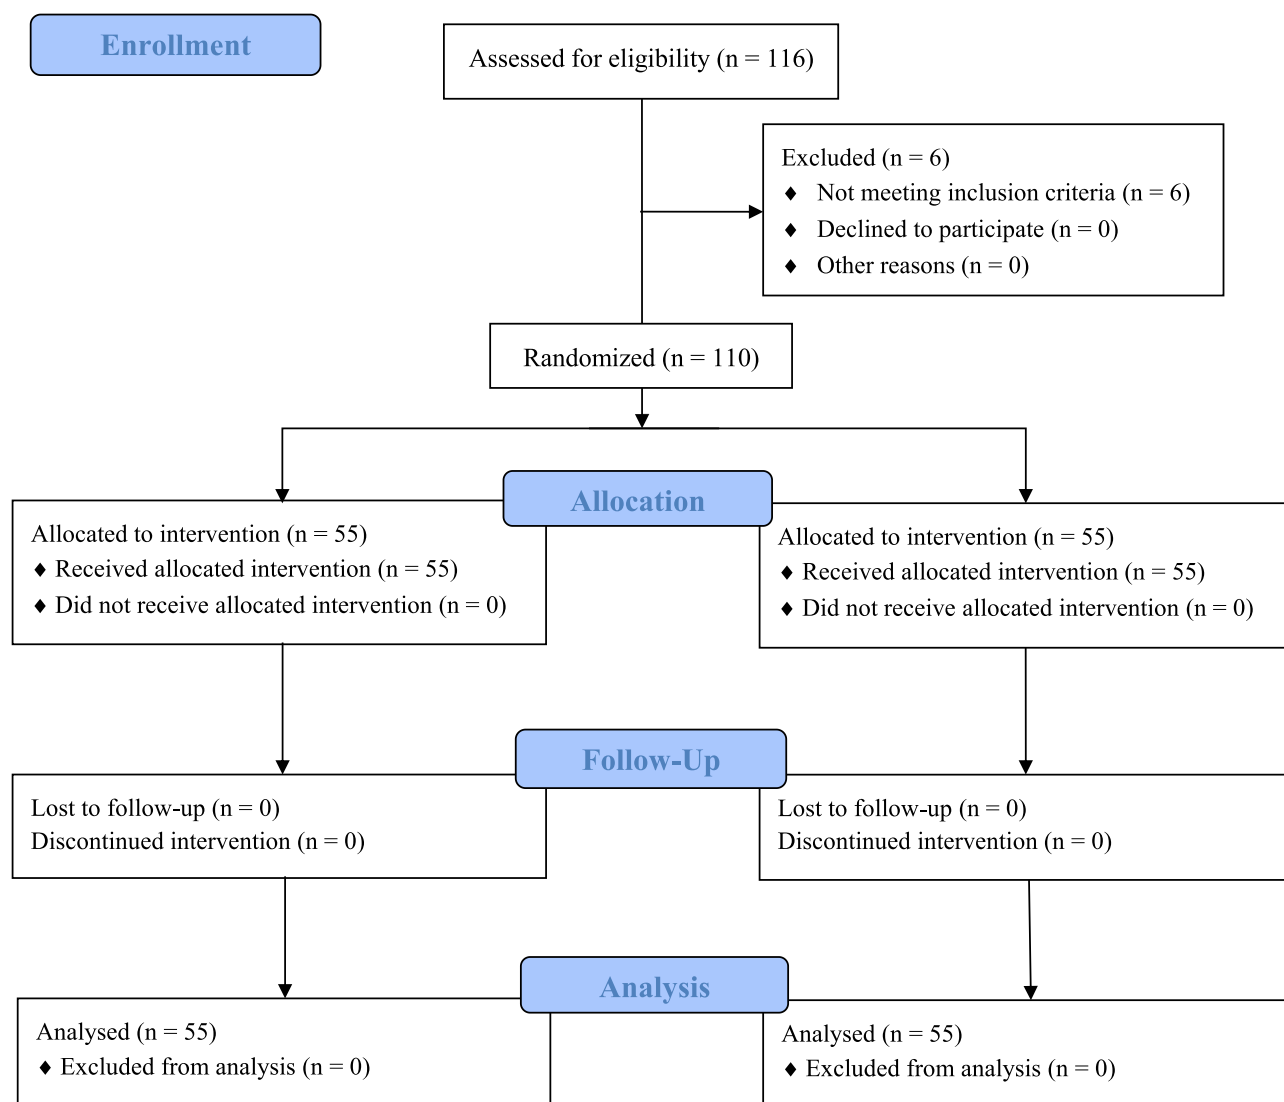 Enrollment
Assessed for eligibility (n = 116)
Excluded (n = 6)
♦ Not meeting inclusion criteria (n = 6)
♦ Declined to participate (n = 0)
♦ Other reasons (n = 0)
Randomized (n = 110)
Allocation
Allocated to intervention (n = 55)
♦ Received allocated intervention (n = 55)
♦ Did not receive allocated intervention (n = 0)
Allocated to intervention (n = 55)
♦ Received allocated intervention (n = 55)
♦ Did not receive allocated intervention (n = 0)
Follow-Up
Lost to follow-up (n = 0)
Discontinued intervention (n = 0)
Lost to follow-up (n = 0)
Discontinued intervention (n = 0)
Analysis
Analysed (n = 55)
♦ Excluded from analysis (n = 0)
Analysed (n = 55)
♦ Excluded from analysis (n = 0)